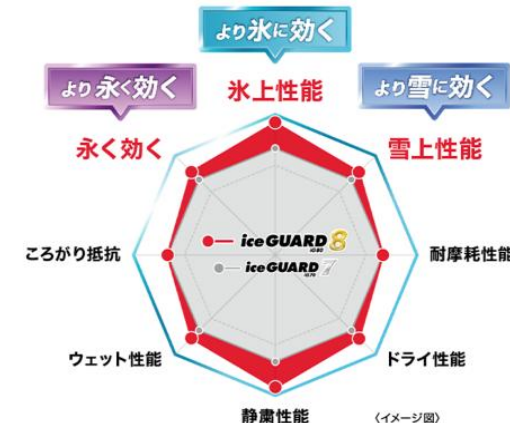 より氷に効く
より永く効く
より雪に効く
氷上性能
永く効く
雪上性能
iceGUARD 8
iceGUARD 7
ころがり抵抗
耐摩耗性能
ウェット性能
ドライ性能
静粛性能
〈イメージ図〉